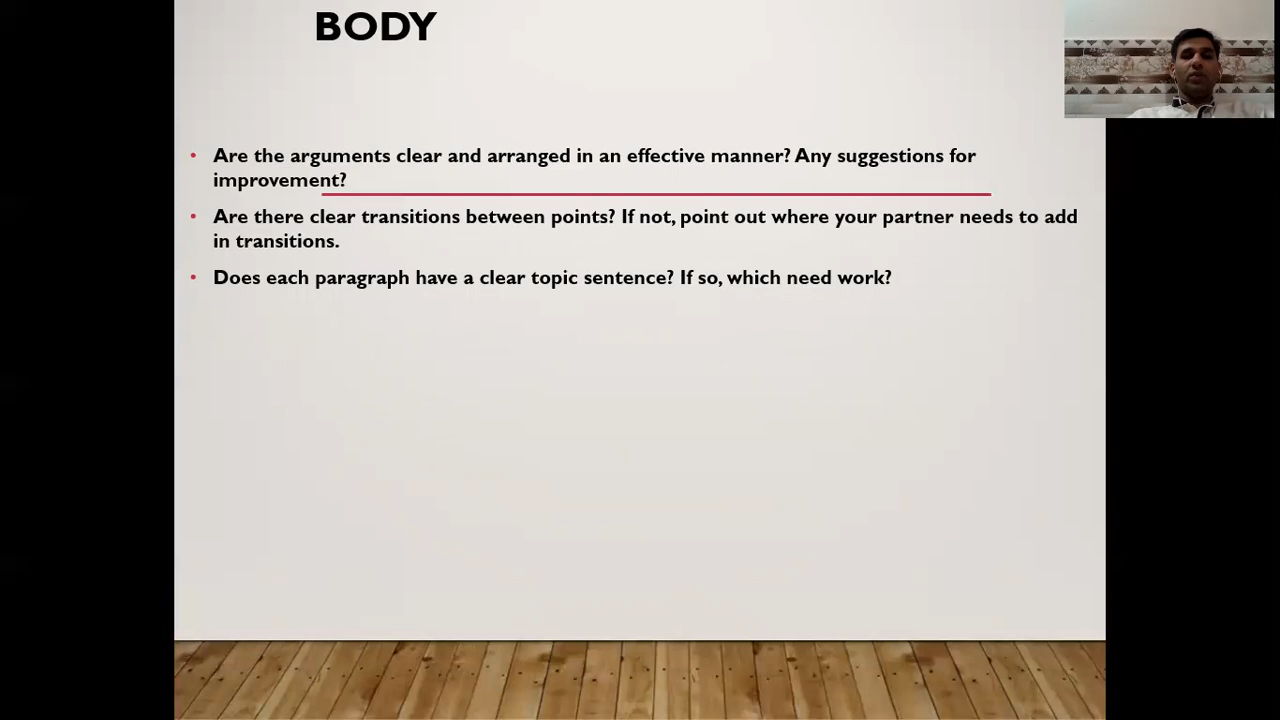 BODY
• Are the arguments clear and arranged in an effective manner? Any suggestions for
improvement?
• Are there clear transitions between points? If not, point out where your partner needs to add
in transitions.
• Does each paragraph have a clear topic sentence? If so, which need work?